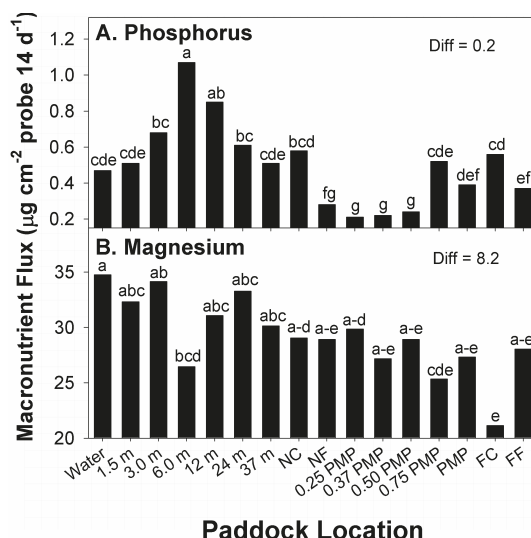 A. Phosphorus
Diff = 0.2
1.2
1.0
0.8
0.6
0.4
0.2
cde cde bc a ab bc cde bcd fg g g g cde def cd ef
B. Magnesium
Diff = 8.2
35
30
25
20
a abc ab bcd abc abc abc a-d a-e a-d a-e a-e cde a-e e a-e
Macronutrient Flux (µg cm⁻² probe 14 d⁻¹)
Water 1.5 m 3.0 m 6.0 m 12 m 24 m 37 m NC NF 0.25 PMP 0.37 PMP 0.50 PMP 0.75 PMP PMP FC FF
Paddock Location